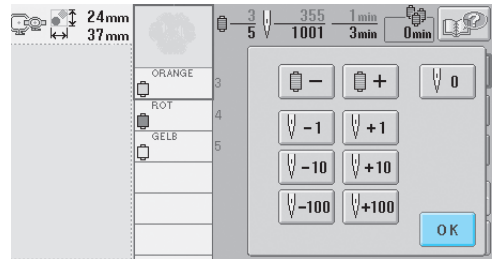 24mm
37mm
3 355 1min
5 1001 3min 0min
ORANGE
3
ROT
4
GELB
5
− + 0
−1 +1
−10 +10
−100 +100
OK